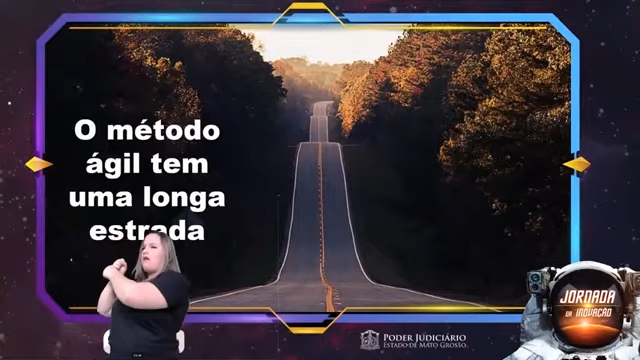 O método
ágil tem
uma longa
estrada
JORNADA
DA INOVAÇÃO
PODER JUDICIÁRIO
ESTADO DE MATO GROSSO